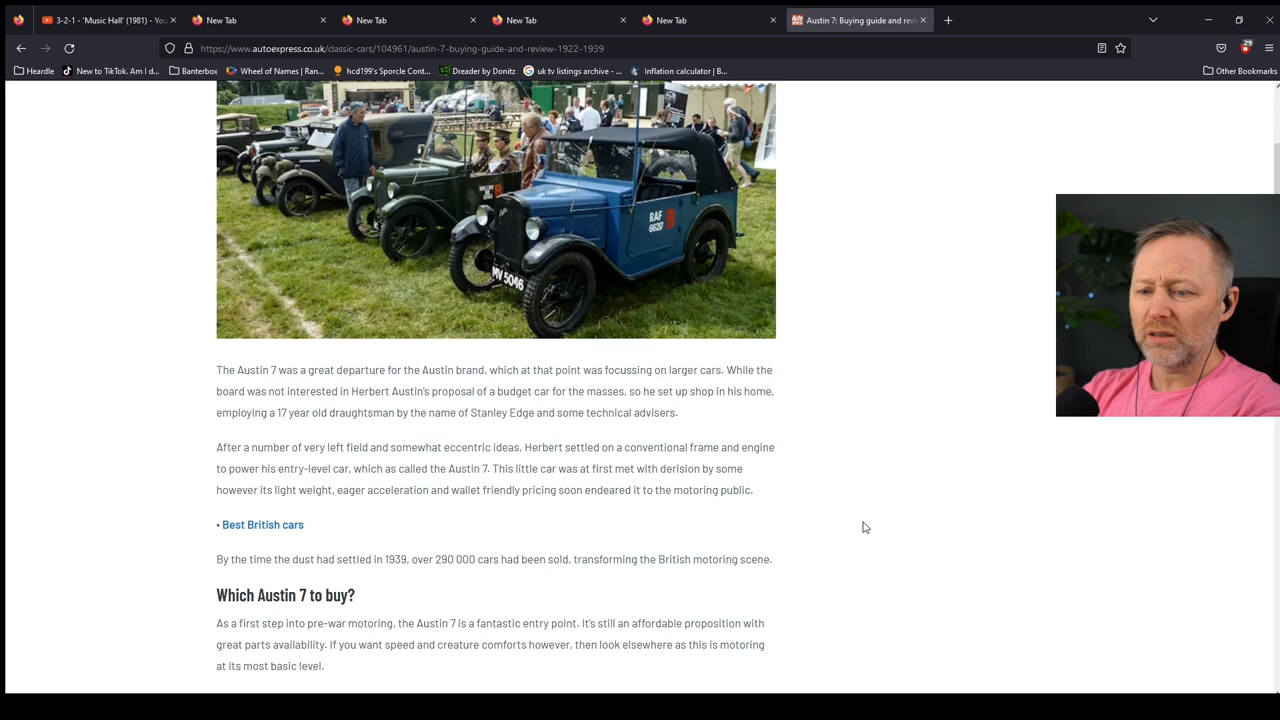 3-2-1 - 'Music Hall' (1981) - You
New Tab
New Tab
New Tab
New Tab
Austin 7: Buying guide and revi
https://www.autoexpress.co.uk/classic-cars/104961/austin-7-buying-guide-and-review-1922-1939
29
Heardle
New to TikTok. Am I d...
Banterbox
Wheel of Names | Ran...
hcd199's Sporcle Cont...
Dreader by Donitz
uk tv listings archive - ...
Inflation calculator | B...
Other Bookmarks
RAF
66207
MV 5046
The Austin 7 was a great departure for the Austin brand, which at that point was focussing on larger cars. While the
board was not interested in Herbert Austin's proposal of a budget car for the masses, so he set up shop in his home,
employing a 17 year old draughtsman by the name of Stanley Edge and some technical advisers.
After a number of very left field and somewhat eccentric ideas, Herbert settled on a conventional frame and engine
to power his entry-level car, which as called the Austin 7. This little car was at first met with derision by some
however its light weight, eager acceleration and wallet friendly pricing soon endeared it to the motoring public.
• Best British cars
By the time the dust had settled in 1939, over 290 000 cars had been sold, transforming the British motoring scene.
Which Austin 7 to buy?
As a first step into pre-war motoring, the Austin 7 is a fantastic entry point. It's still an affordable proposition with
great parts availability. If you want speed and creature comforts however, then look elsewhere as this is motoring
at its most basic level.